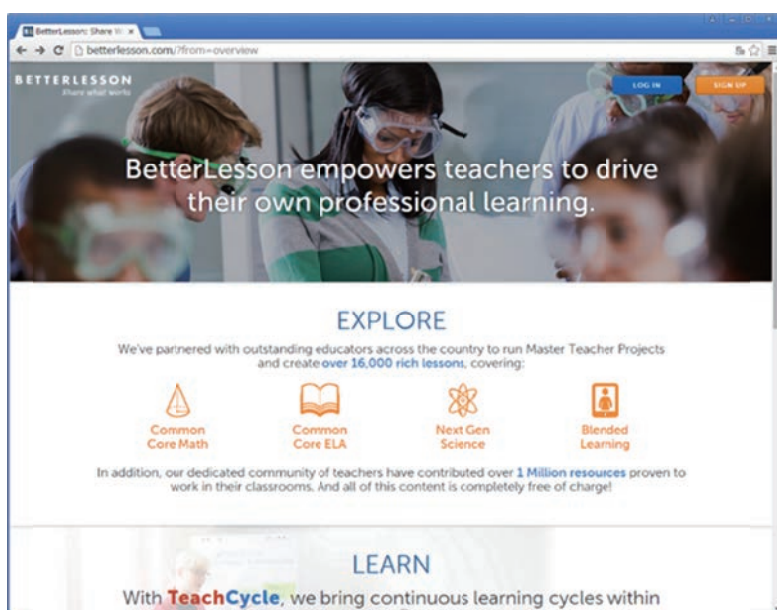 BetterLesson: Share W
betterlesson.com/?from=overview
BETTERLESSON
Share what works
LOG IN
SIGN UP
BetterLesson empowers teachers to drive
their own professional learning.
EXPLORE
We've partnered with outstanding educators across the country to run Master Teacher Projects
and create over 16,000 rich lessons, covering:
Common
Core Math
Common
Core ELA
Next Gen
Science
Blended
Learning
In addition, our dedicated community of teachers have contributed over 1 Million resources proven to
work in their classrooms. And all of this content is completely free of charge!
LEARN
With TeachCycle, we bring continuous learning cycles within